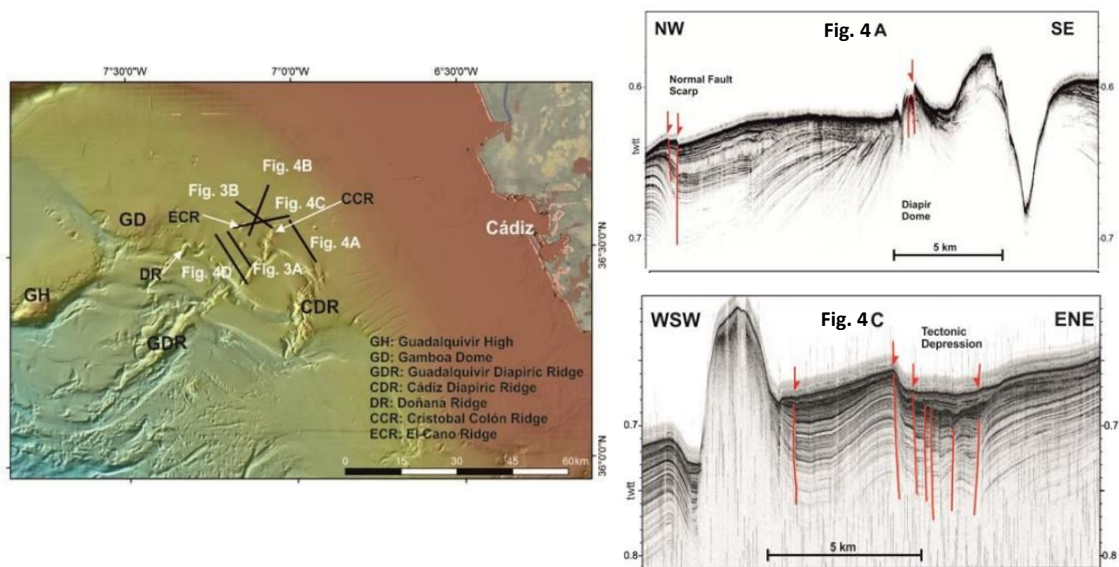 7°30'0"W
7°00'0"W
6°30'0"W
Fig. 4B
Fig. 3B
Fig. 4C
CCR
ECR
GD
Cádiz
Fig. 4A
36°30'0"N
Fig. 4D
Fig. 3A
DR
GH
CDR
GDR
GH: Guadalquivir High
GD: Gamboa Dome
GDR: Guadalquivir Diapiric Ridge
CDR: Cádiz Diapiric Ridge
DR: Doñana Ridge
CCR: Cristobal Colón Ridge
ECR: El Cano Ridge
36°0'0"N
0 15 30 45 60km
NW
Fig. 4 A
SE
0.6
0.6
Normal Fault
Scarp
twtt
Diapir
Dome
0.7
0.7
5 km
WSW
Fig. 4 C
ENE
Tectonic
Depression
0.7
0.7
twtt
5 km
0.8
0.8